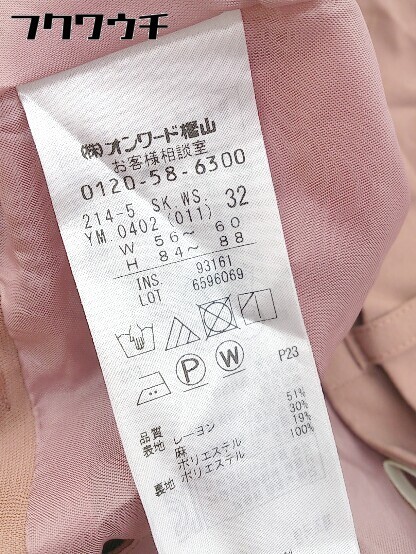 フクワウチ
(株)オンワード樫山
お客様相談室
0120-58-6300
214-5 SK.WS. 32
YM 0402 (011)
W 56～ 60
H 84～ 88
INS. 93161
LOT 6596069
P W
P23
品質
表地 レーヨン 51%
麻 30%
ポリエステル 19%
裏地 ポリエステル 100%